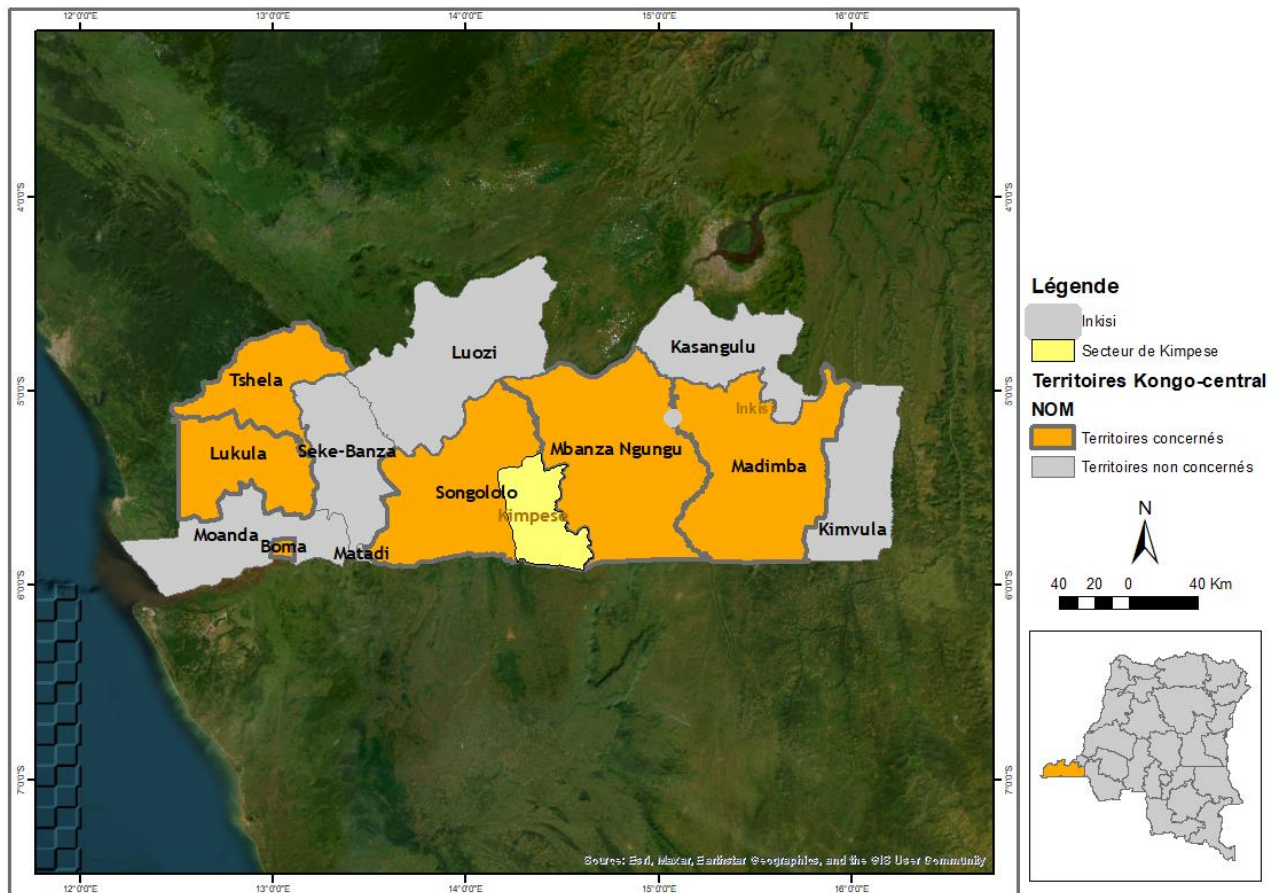 12°0'0"E 13°0'0"E 14°0'0"E 15°0'0"E 16°0'0"E
4°0'0"S 4°0'0"S
5°0'0"S 5°0'0"S
6°0'0"S 6°0'0"S
7°0'0"S 7°0'0"S
Luozi
Kasangulu
Tshela
Inkisi
Lukula
Seke-Banza
Mbanza Ngungu
Madimba
Songololo
Kimpese
Moanda
Boma
Matadi
Kimvula
Source: Esri, Maxar, Earthstar Geographics, and the GIS User Community
12°0'0"E 13°0'0"E 14°0'0"E 15°0'0"E 16°0'0"E
Légende
Inkisi
Secteur de Kimpese
Territoires Kongo-central
NOM
Territoires concernés
Territoires non concernés
N
40 20 0 40 Km